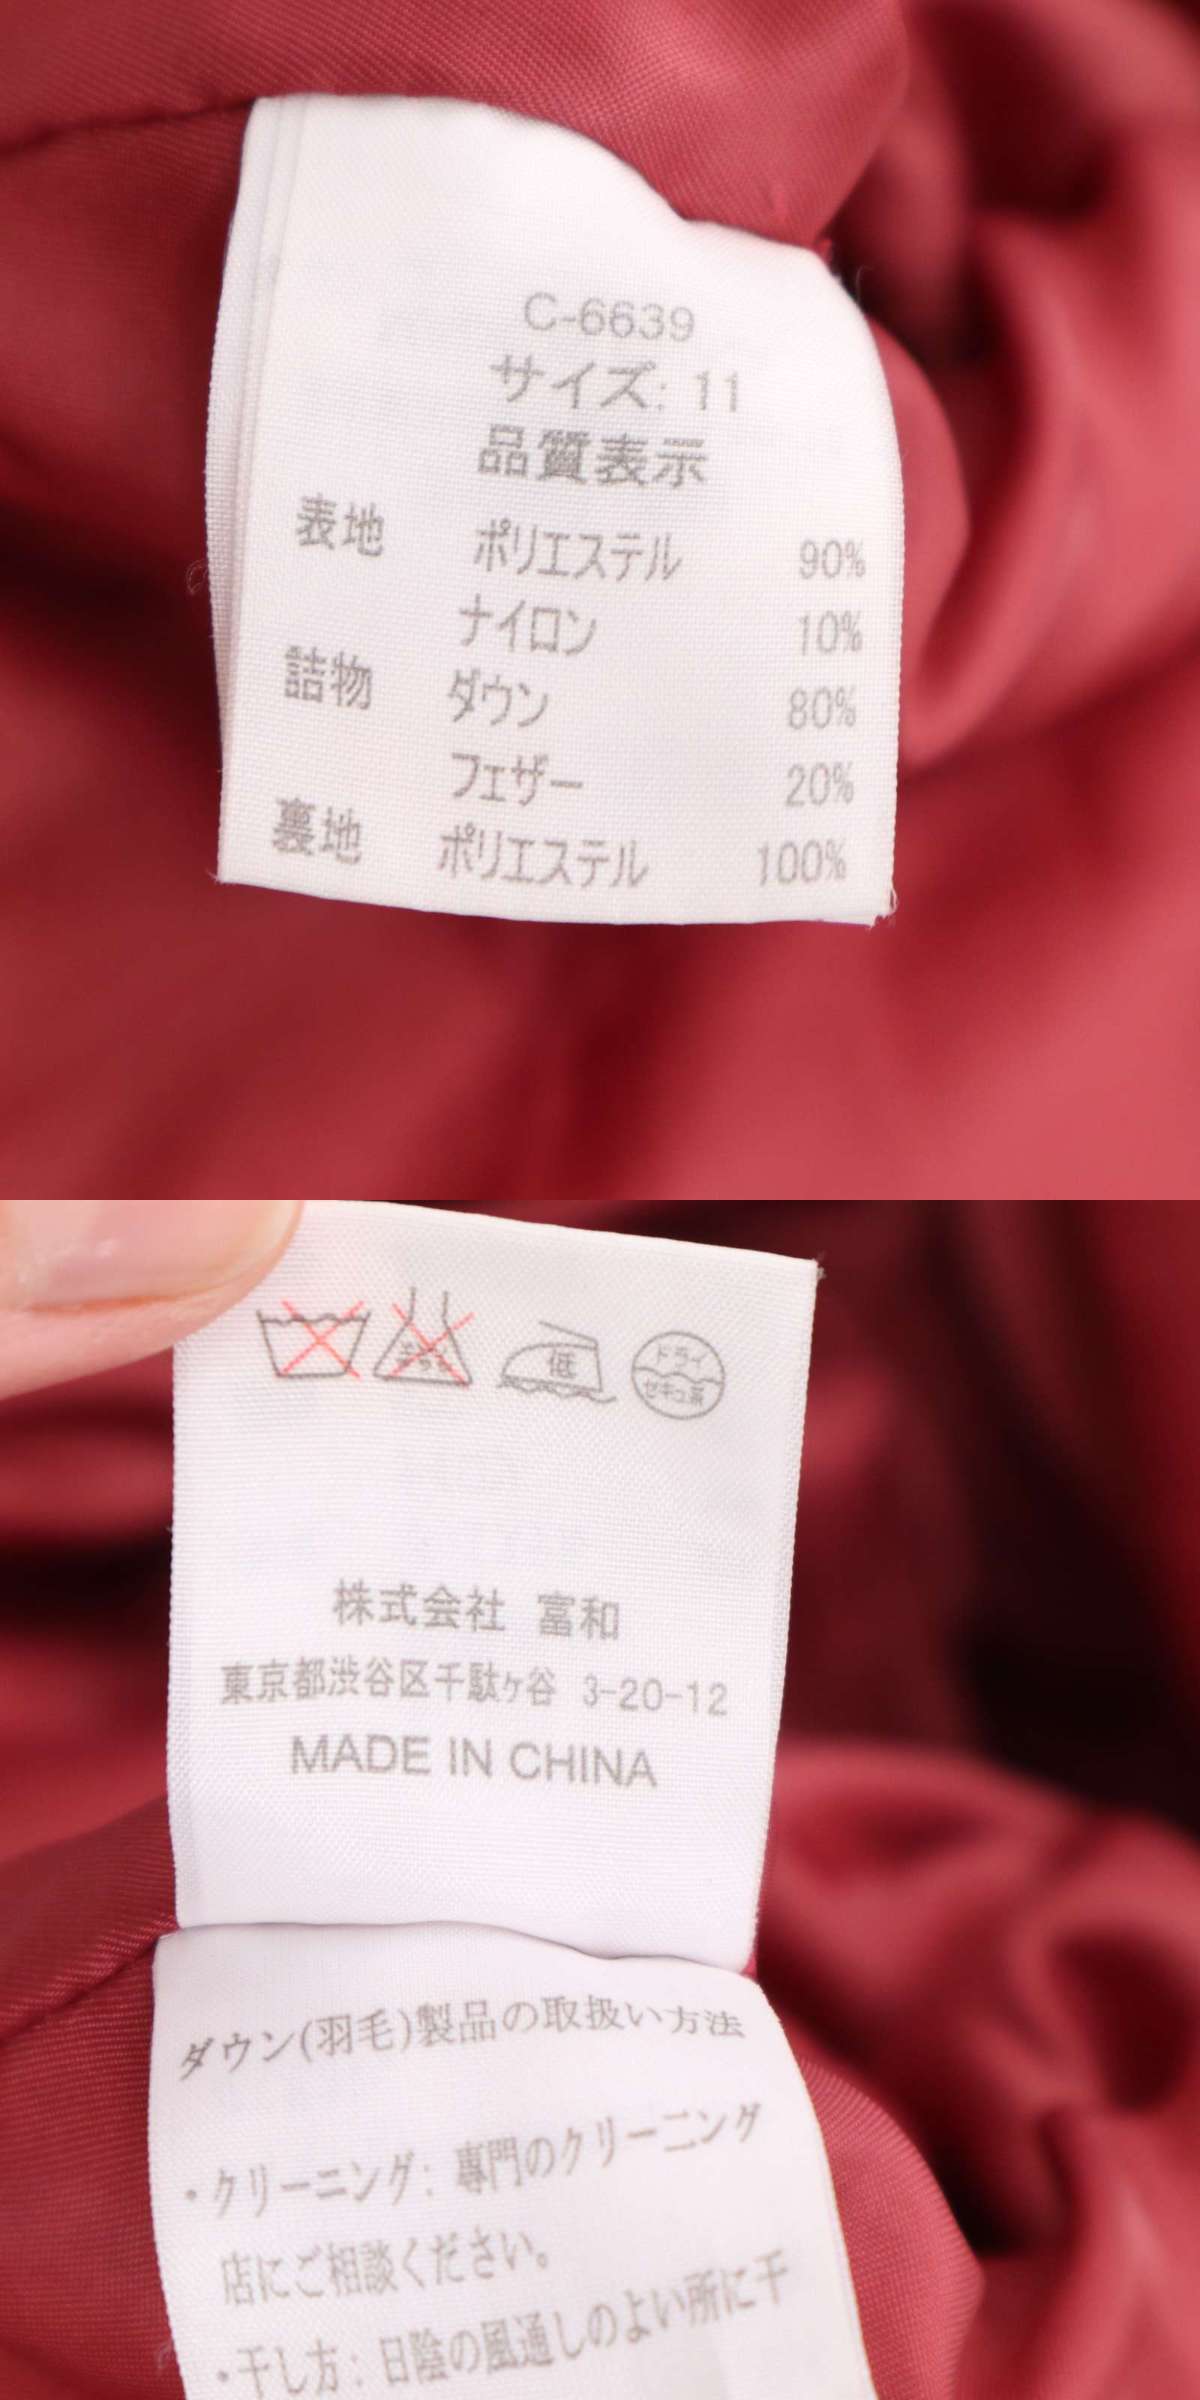 C-6639
サイズ: 11
品質表示
表地 ポリエステル 90%
ナイロン 10%
詰物 ダウン 80%
フェザー 20%
裏地 ポリエステル 100%
低
ドライ
セキユ系
株式会社 富和
東京都渋谷区千駄ヶ谷 3-20-12
MADE IN CHINA
ダウン(羽毛)製品の取扱い方法
・クリーニング: 専門のクリーニング
店にご相談ください。
・干し方: 日陰の風通しのよい所に干